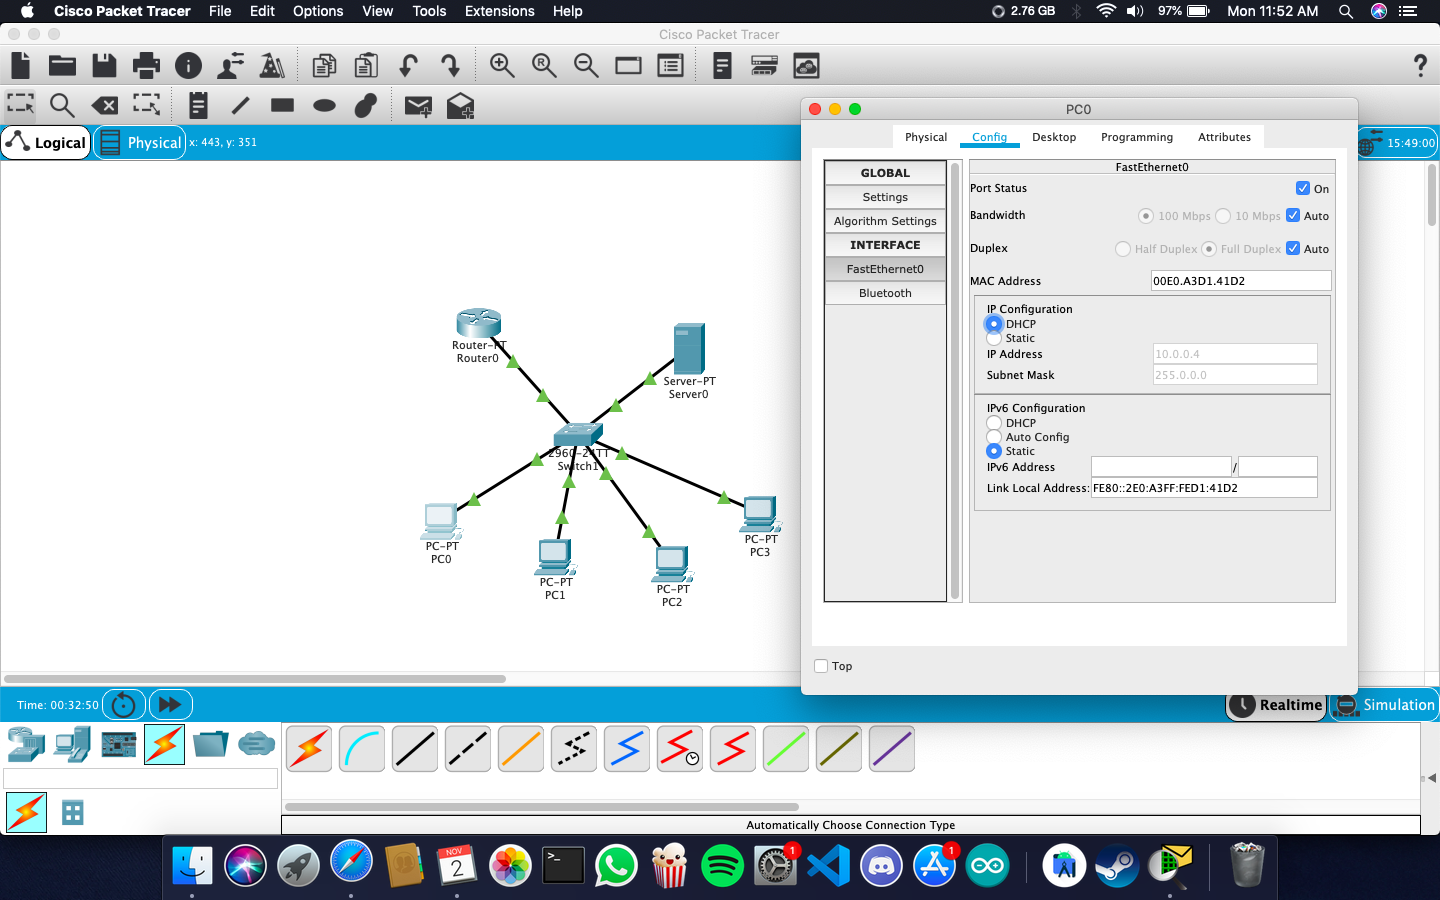 Cisco Packet Tracer File Edit Options View Tools Extensions Help 2.76 GB 97% Mon 11:52 AM
Cisco Packet Tracer
Logical Physical x: 443, y: 351 15:49:00
PC0
Physical Config Desktop Programming Attributes
GLOBAL
Settings
Algorithm Settings
INTERFACE
FastEthernet0
Bluetooth
FastEthernet0
Port Status On
Bandwidth 100 Mbps 10 Mbps Auto
Duplex Half Duplex Full Duplex Auto
MAC Address 00E0.A3D1.41D2
IP Configuration
DHCP
Static
IP Address 10.0.0.4
Subnet Mask 255.0.0.0
IPv6 Configuration
DHCP
Auto Config
Static
IPv6 Address /
Link Local Address: FE80::2E0:A3FF:FED1:41D2
Top
Router-PT
Router0
Server-PT
Server0
2960-24TT
Switch1
PC-PT
PC0
PC-PT
PC1
PC-PT
PC2
PC-PT
PC3
Time: 00:32:50 Realtime Simulation
Automatically Choose Connection Type
NOV
2
1
1